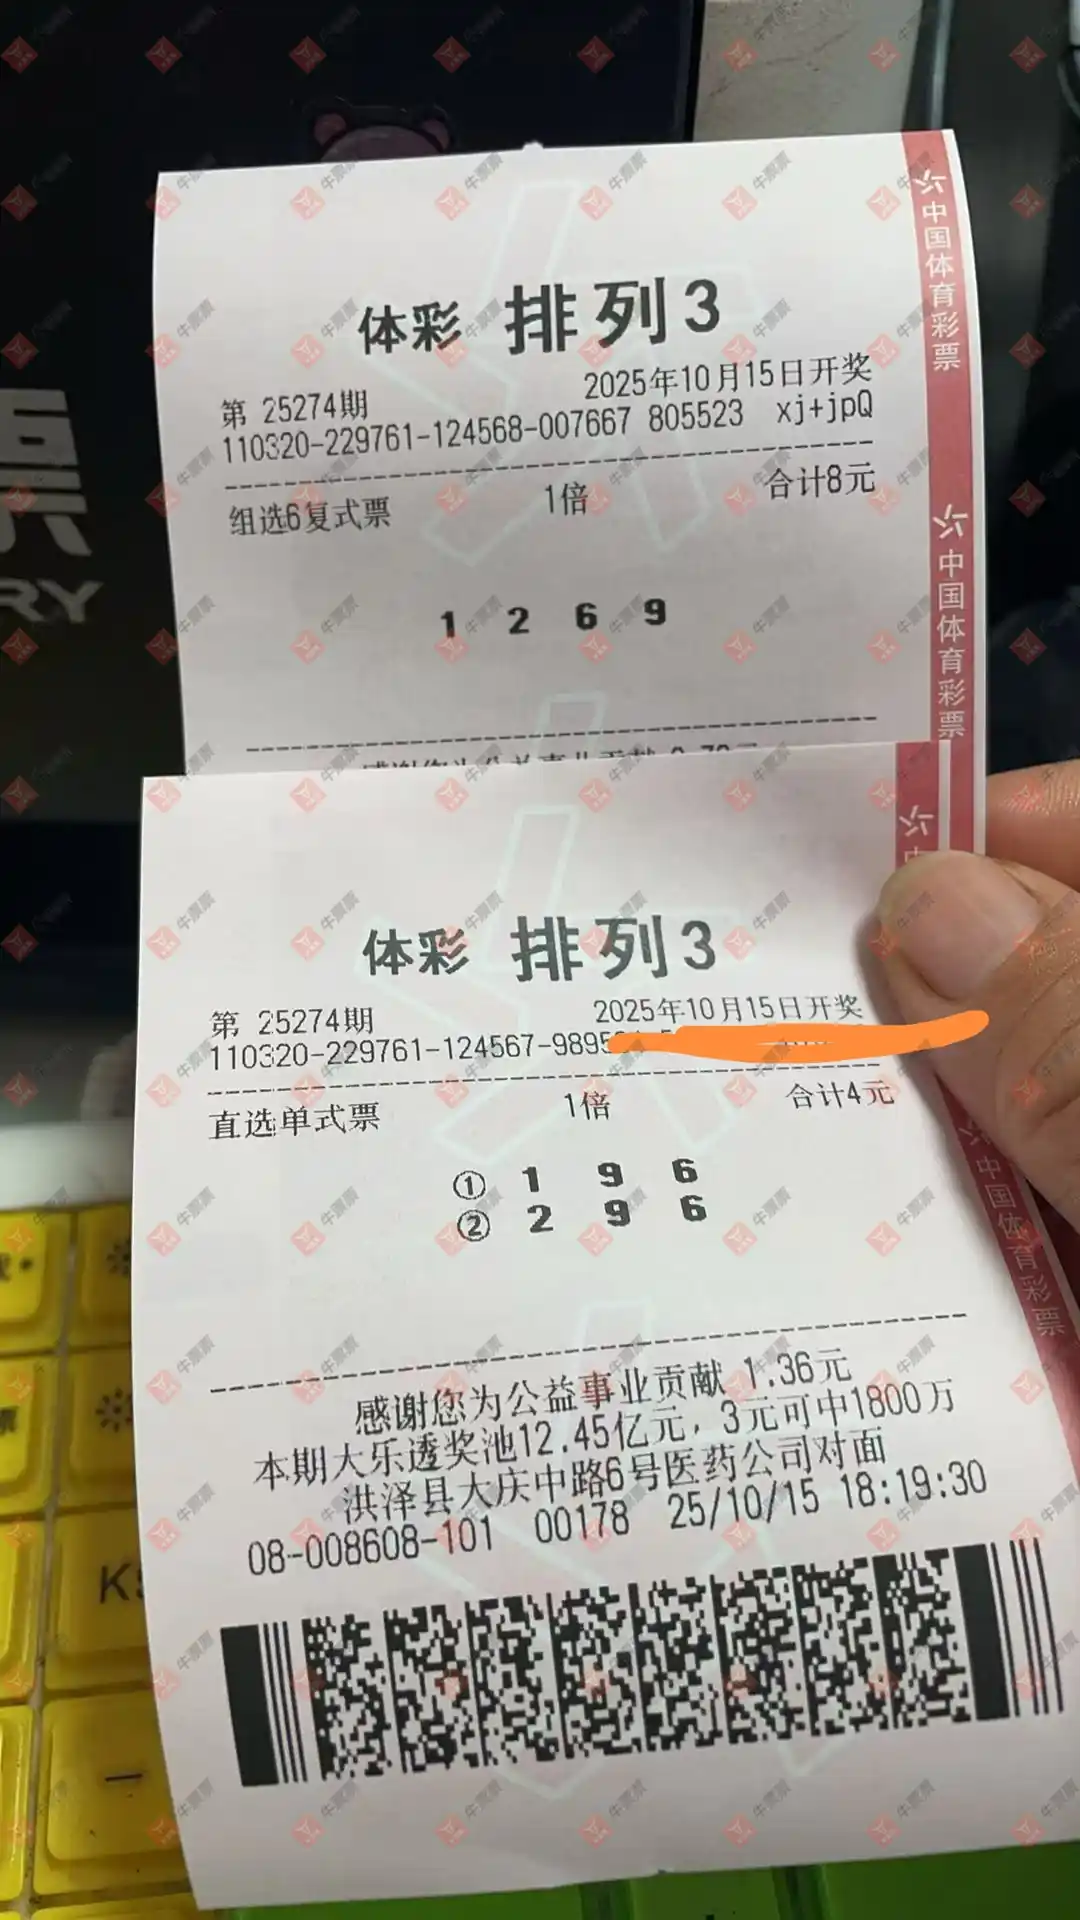 体彩 排列3
第 25274期 2025年10月15日开奖
110320-229761-124568-007667 805523 xj+jpQ
组选6复式票 1倍 合计8元
1 2 6 9
中国体育彩票
中国体育彩票
体彩 排列3
第 25274期 2025年10月15日开奖
110320-229761-124567-9895
直选单式票 1倍 合计4元
① 1 9 6
② 2 9 6
感谢您为公益事业贡献 1.36元
本期大乐透奖池12.45亿元，3元可中1800万
洪泽县大庆中路6号医药公司对面
08-008608-101 00178 25/10/15 18:19:30
中国体育彩票
RY
牛票票